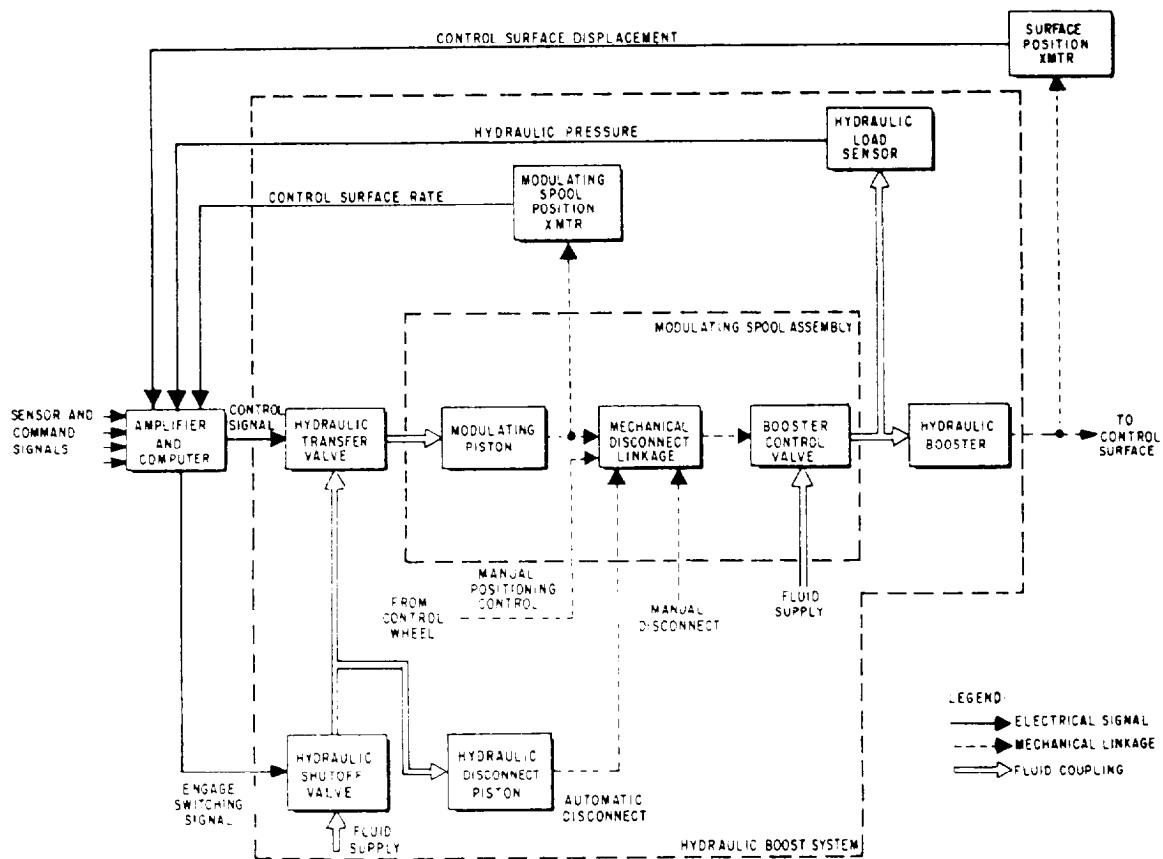 CONTROL SURFACE DISPLACEMENT
SURFACE
POSITION
XMTR
HYDRAULIC PRESSURE
HYDRAULIC
LOAD
SENSOR
CONTROL SURFACE RATE
MODULATING
SPOOL
POSITION
XMTR
MODULATING SPOOL ASSEMBLY
SENSOR AND
COMMAND
SIGNALS
AMPLIFIER
AND
COMPUTER
CONTROL
SIGNAL
HYDRAULIC
TRANSFER
VALVE
MODULATING
PISTON
MECHANICAL
DISCONNECT
LINKAGE
BOOSTER
CONTROL
VALVE
HYDRAULIC
BOOSTER
TO
CONTROL
SURFACE
MANUAL
POSITIONING
CONTROL
FROM
CONTROL
WHEEL
MANUAL
DISCONNECT
FLUID
SUPPLY
LEGEND:
ELECTRICAL SIGNAL
MECHANICAL LINKAGE
FLUID COUPLING
HYDRAULIC
SHUTOFF
VALVE
HYDRAULIC
DISCONNECT
PISTON
ENGAGE
SWITCHING
SIGNAL
FLUID
SUPPLY
AUTOMATIC
DISCONNECT
HYDRAULIC BOOST SYSTEM